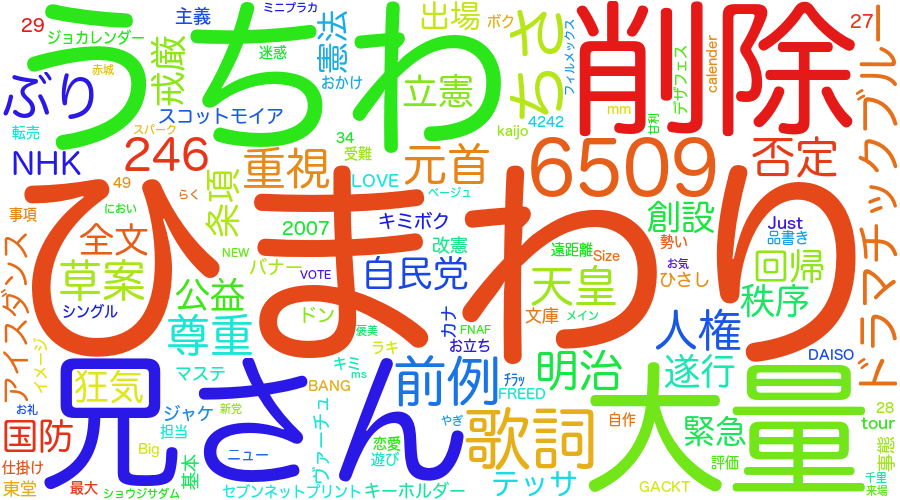 うちわ
削除
ひまわり
兄さん
大量
29
ジョカレンダー
主義
ミニブラカ
迷惑
憲法
おかけ
出場
ボク
フィルメックス
ちさ
27
ドラマチックブルー
ぶり
赤城
戒厳
スコットモイア
立憲
mm
デザフェス
calender
転売
スパーク
34
受難
kaijo
4242
甘利
NHK
246
重視
元首
6509
否定
49
らく
LOVE
ベージュ
事項
におい
条項
2007
キミボク
創設
Just
品書き
全文
NEW
改憲
遠距離
Size
勢い
アイスダンス
草案
バナー
VOTE
自民党
天皇
お気
ひさし
回帰
シングル
公益
ドン
カナ
FNAF
文庫
メイン
秩序
イメージ
尊重
褒美
ラキ
お立ち
人権
DAISO
狂気
マステ
キミ
ms
前例
ﾁﾗｯ
明治
遂行
お礼
ジャケ
BANG
FREED
28
国防
担当
新党
ヴァーチュ
やぎ
歌詞
自作
緊急
tour
仕掛け
Big
ニュー
恋愛
遊び
評価
事態
東堂
最大
基本
ショウジサダム
セブンネットプリント
キーホルダー
テッサ
GACKT
千里
来場